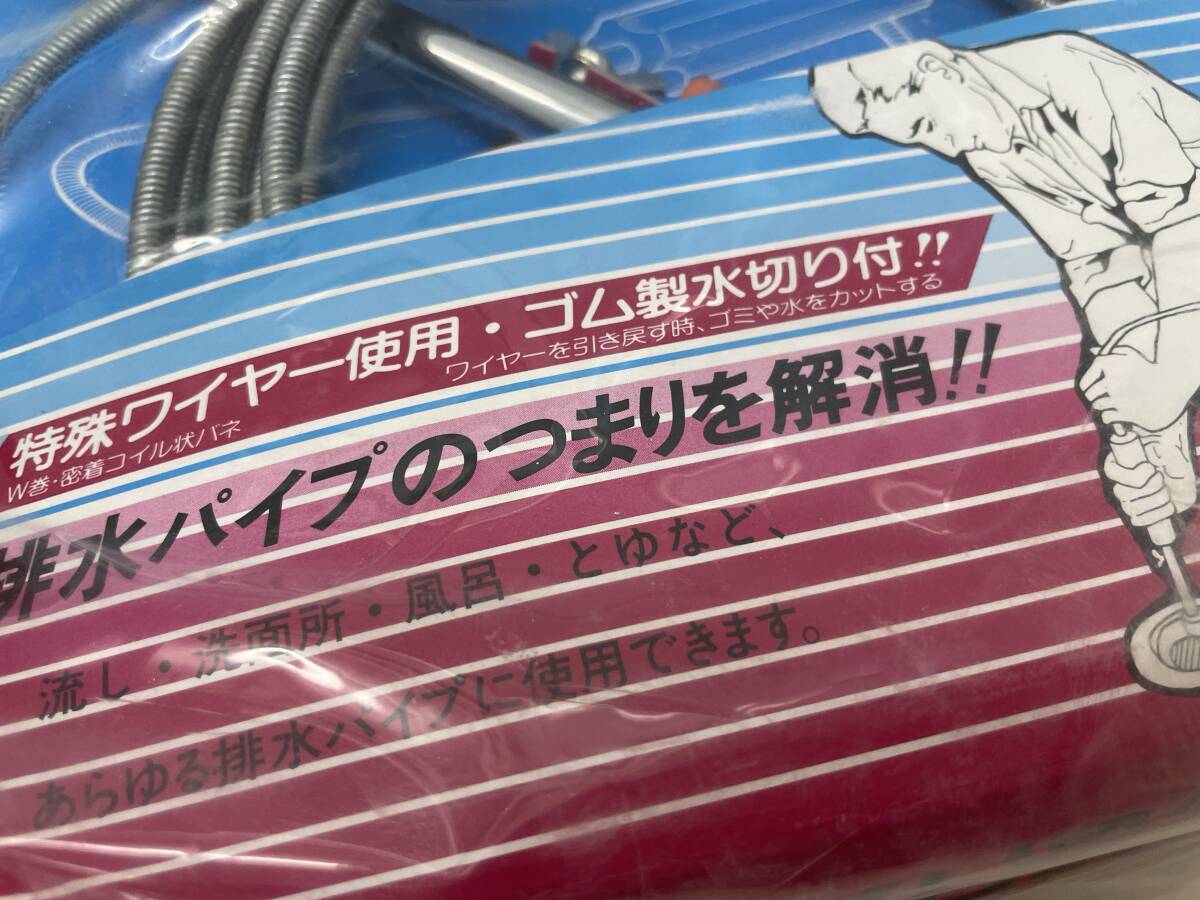 特殊ワイヤー使用・ゴム製水切り付!!
W巻・密着コイル状バネ
ワイヤーを引き戻す時、ゴミや水をカットする
排水パイプのつまりを解消!!
流し・洗面所・風呂・とゆなど、
あらゆる排水パイプに使用できます。